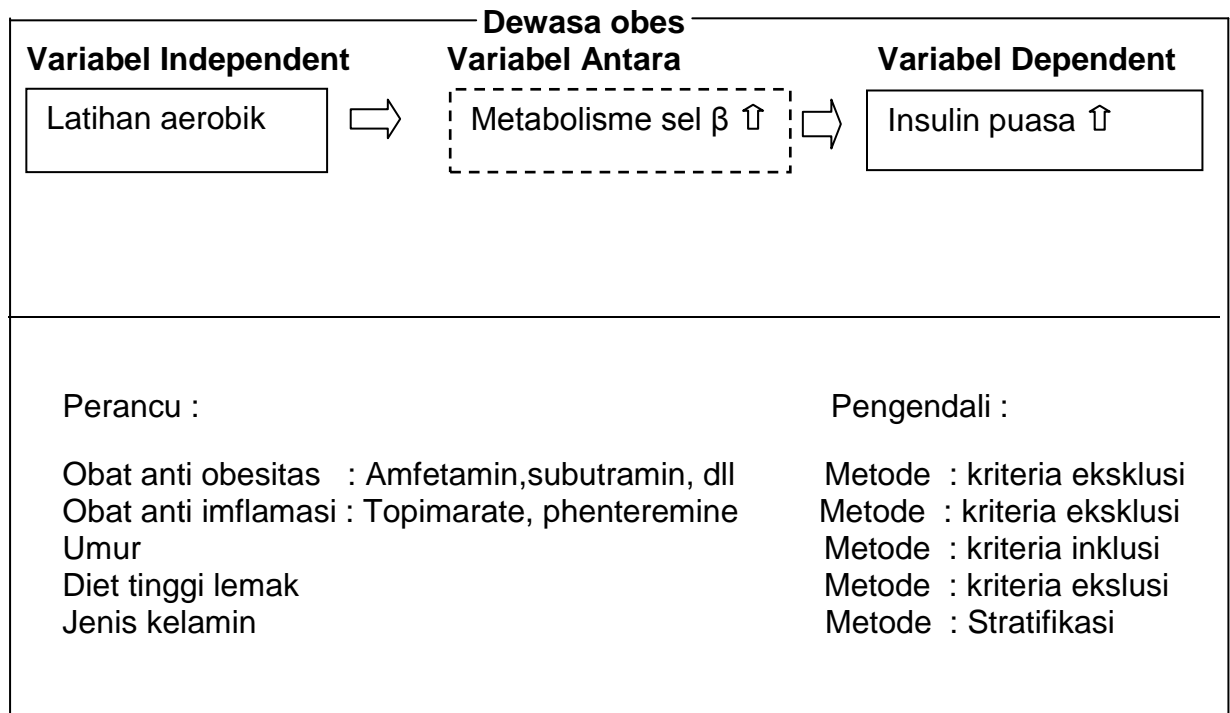 Dewasa obes
Variabel Independent Variabel Antara Variabel Dependent
Latihan aerobik Metabolisme sel β ⇧ Insulin puasa ⇧
Perancu : Pengendali :
Obat anti obesitas : Amfetamin,subutramin, dll Metode : kriteria eksklusi
Obat anti imflamasi : Topimarate, phenteremine Metode : kriteria eksklusi
Umur Metode : kriteria inklusi
Diet tinggi lemak Metode : kriteria ekslusi
Jenis kelamin Metode : Stratifikasi